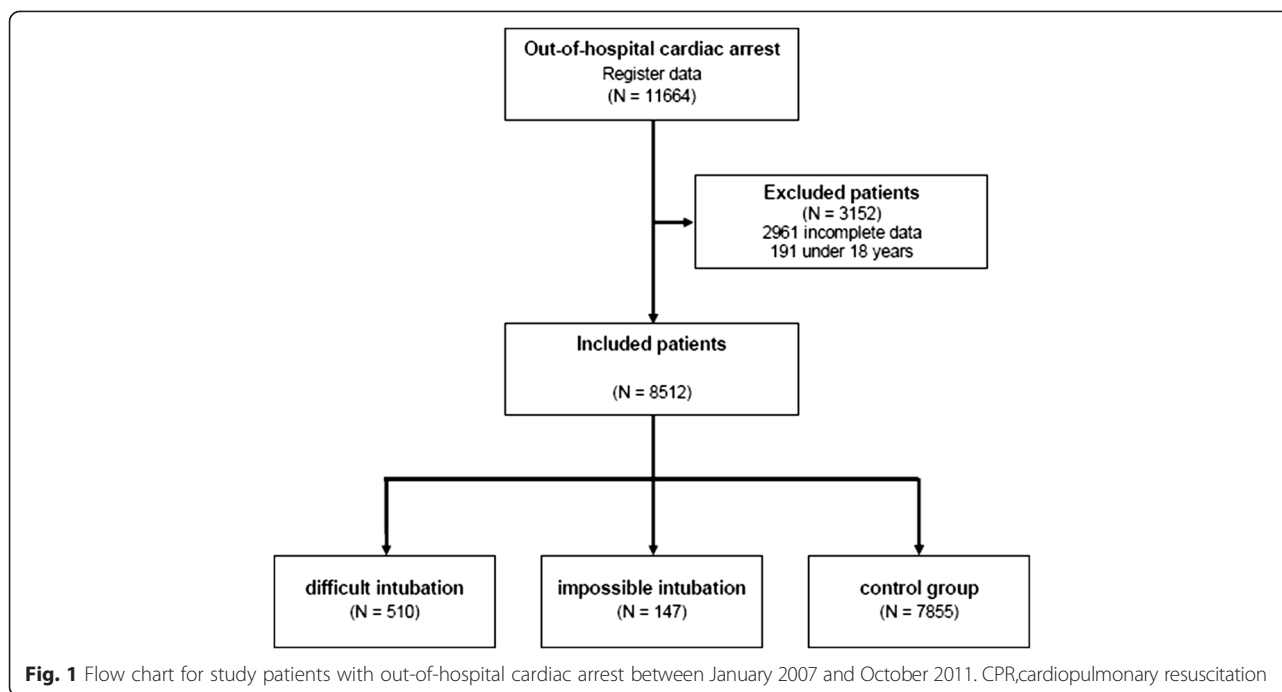 Out-of-hospital cardiac arrest
Register data
(N = 11664)
Excluded patients
(N = 3152)
2961 incomplete data
191 under 18 years
Included patients
(N = 8512)
difficult intubation
(N = 510)
impossible intubation
(N = 147)
control group
(N = 7855)
Fig. 1 Flow chart for study patients with out-of-hospital cardiac arrest between January 2007 and October 2011. CPR,cardiopulmonary resuscitation